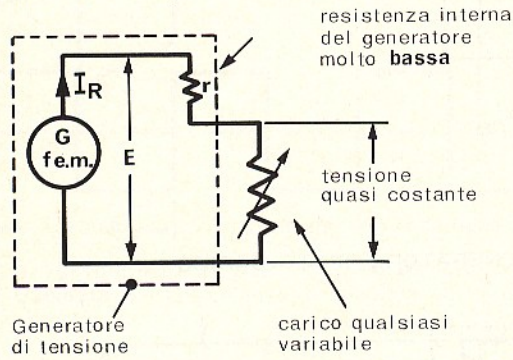 resistenza interna
del generatore
molto bassa
I_R
r
G
f.e.m.
E
tensione
quasi costante
Generatore
di tensione
carico qualsiasi
variabile